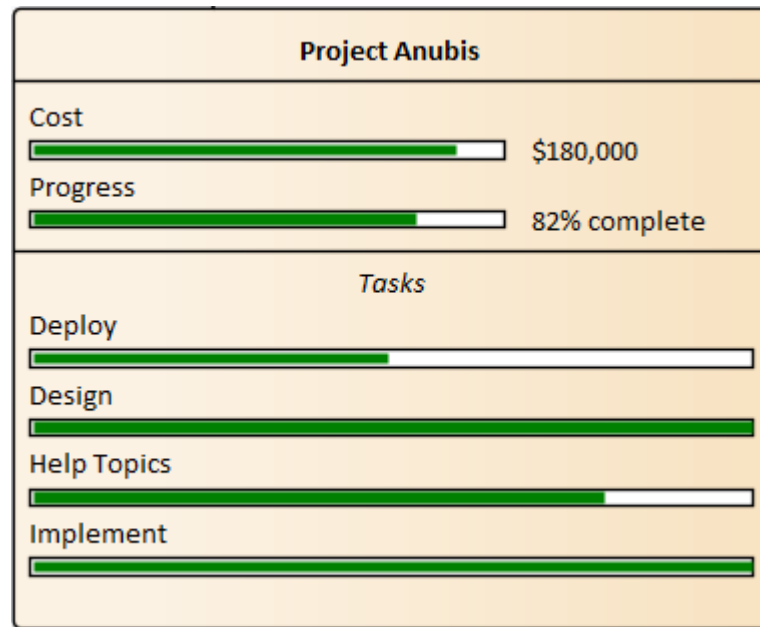 Project Anubis
Cost
$180,000
Progress
82% complete
Tasks
Deploy
Design
Help Topics
Implement